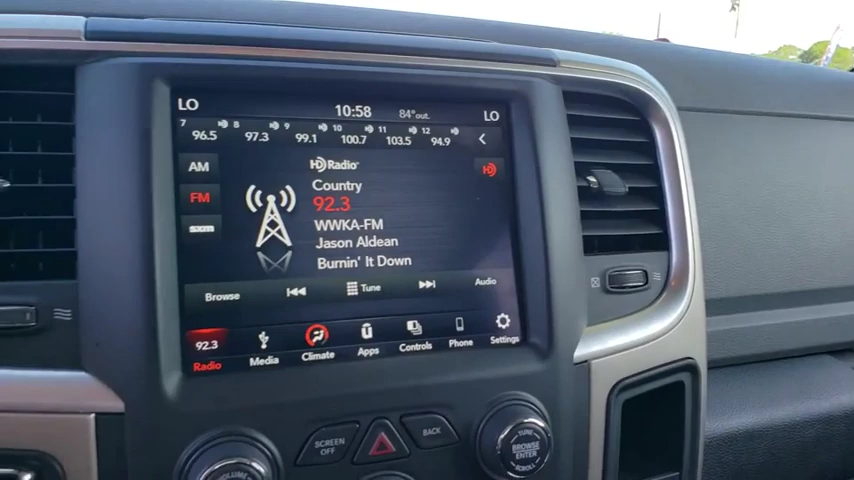 LO 10:58 84° out. LO
7 8 9 10 11 12
96.5 97.3 99.1 100.7 103.5 94.9
AM
FM
HD Radio
Country
92.3
WWKA-FM
Jason Aldean
Burnin' It Down
Browse Tune Audio
92.3
Radio Media Climate Apps Controls Phone Settings
SCREEN OFF
BACK
VOLUME
TUNE
BROWSE
ENTER
SCROLL